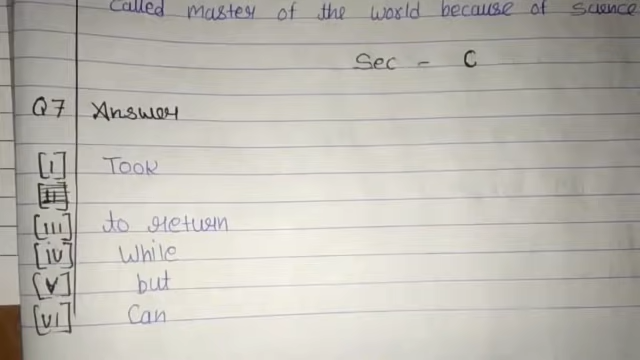 called master of the world because of science
Sec - C
Q7 Answer
[i] Took
[iii] to return
[iv] while
[v] but
[vi] Can